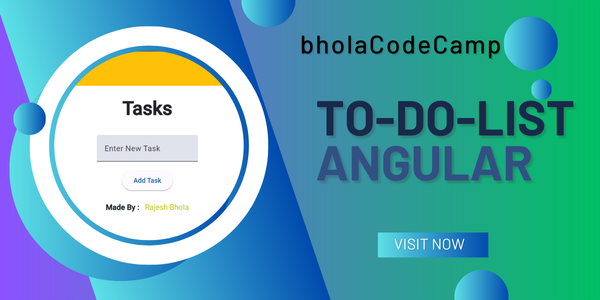 bholaCodeCamp
TO-DO-LIST
ANGULAR
VISIT NOW
Tasks
Enter New Task
Add Task
Made By : Rajesh Bhola